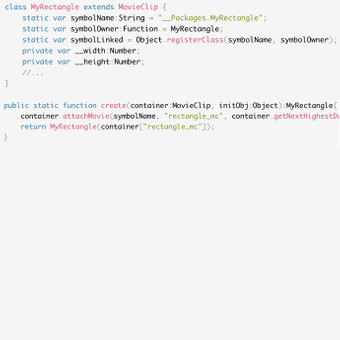 class MyRectangle extends MovieClip {
static var symbolName:String = "__Packages.MyRectangle";
static var symbolOwner:Function = MyRectangle;
static var symbolLinked = Object.registerClass(symbolName, symbolOwner);
private var __width:Number;
private var __height:Number;
//...
}
public static function create(container:MovieClip, initObj:Object):MyRectangle{
container.attachMovie(symbolName, "rectangle_mc", container.getNextHighestDe
return MyRectangle(container["rectangle_mc"]);
}